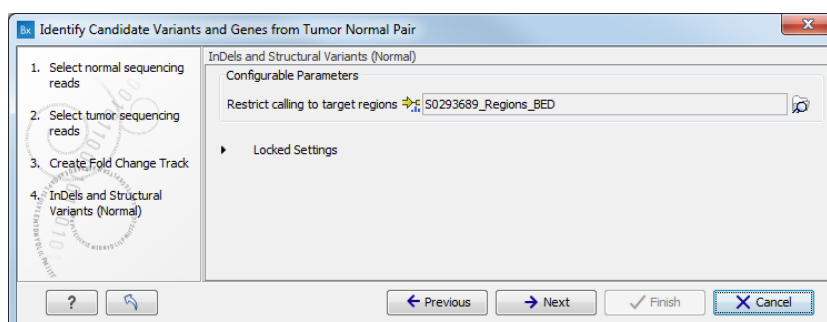 Bx Identify Candidate Variants and Genes from Tumor Normal Pair
1. Select normal sequencing
reads
2. Select tumor sequencing
reads
3. Create Fold Change Track
4. InDels and Structural
Variants (Normal)
InDels and Structural Variants (Normal)
Configurable Parameters
Restrict calling to target regions S0293689_Regions_BED
Locked Settings
? Previous Next Finish Cancel